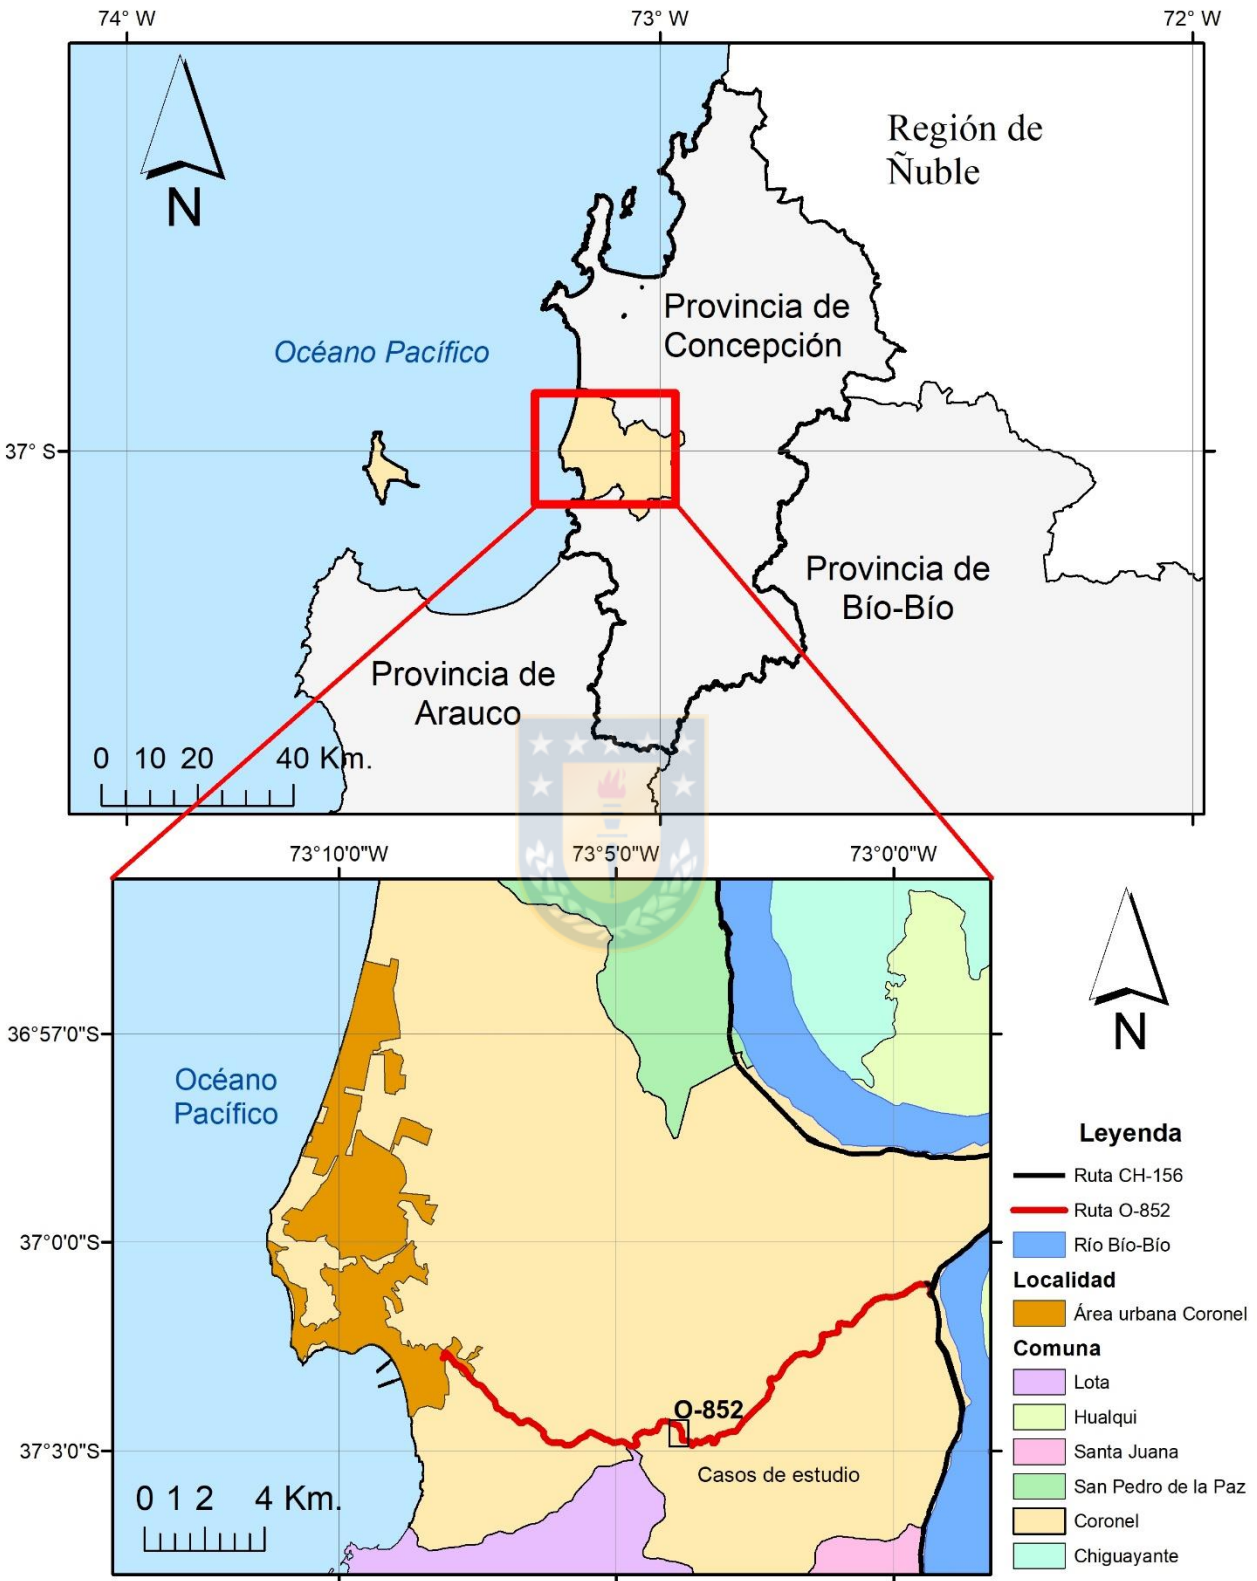 74° W
73° W
72° W
Región de
Ñuble
N
Provincia de
Concepción
Océano Pacífico
37° S
Provincia de
Bío-Bío
Provincia de
Arauco
0 10 20 40 Km.
73°10'0"W
73°5'0"W
73°0'0"W
36°57'0"S
N
Océano
Pacífico
Leyenda
Ruta CH-156
Ruta O-852
37°0'0"S
Río Bío-Bío
Localidad
Área urbana Coronel
Comuna
Lota
O-852
Hualqui
37°3'0"S
Santa Juana
Casos de estudio
San Pedro de la Paz
0 1 2 4 Km.
Coronel
Chiguayante